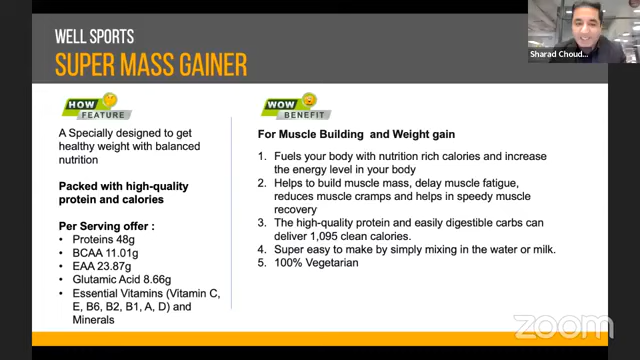 WELL SPORTS
SUPER MASS GAINER
Sharad Choud...
HOW
FEATURE
A Specially designed to get
healthy weight with balanced
nutrition
Packed with high-quality
protein and calories
Per Serving offer :
• Proteins 48g
• BCAA 11.01g
• EAA 23.87g
• Glutamic Acid 8.66g
• Essential Vitamins (Vitamin C,
E, B6, B2, B1, A, D) and
Minerals
WOW
BENEFIT
For Muscle Building and Weight gain
1. Fuels your body with nutrition rich calories and increase
the energy level in your body
2. Helps to build muscle mass, delay muscle fatigue,
reduces muscle cramps and helps in speedy muscle
recovery
3. The high-quality protein and easily digestible carbs can
deliver 1,095 clean calories.
4. Super easy to make by simply mixing in the water or milk.
5. 100% Vegetarian
zoom